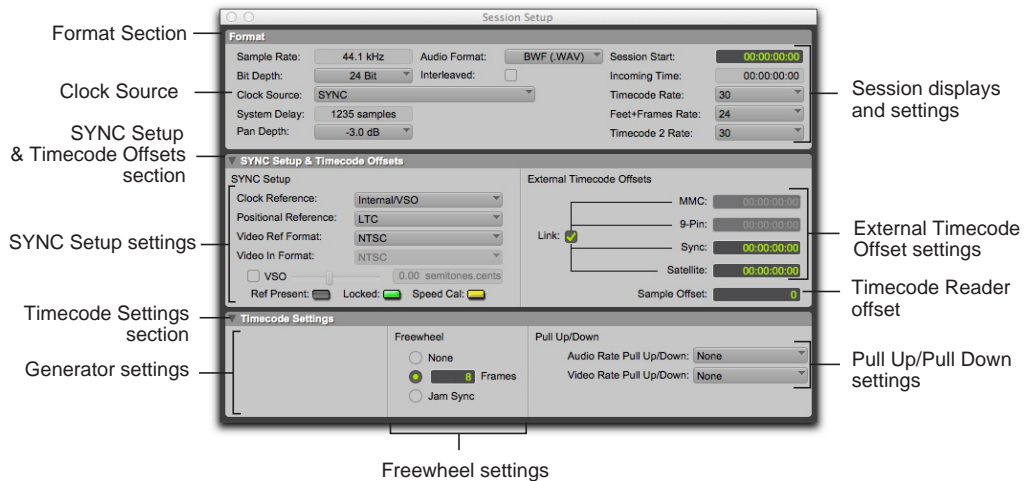 Session Setup
Format Section
Format
Sample Rate: 44.1 kHz Audio Format: BWF (.WAV) Session Start: 00:00:00:00
Bit Depth: 24 Bit Interleaved: Incoming Time: 00:00:00:00
Clock Source
Clock Source: SYNC Timecode Rate: 30
System Delay: 1235 samples Feet+Frames Rate: 24
Pan Depth: -3.0 dB Timecode 2 Rate: 30
Session displays
and settings
SYNC Setup
& Timecode Offsets
section
SYNC Setup & Timecode Offsets
SYNC Setup External Timecode Offsets
Clock Reference: Internal/VSO MMC: 00:00:00:00
Positional Reference: LTC 9-Pin: 00:00:00:00
Video Ref Format: NTSC Link: Sync: 00:00:00:00
Video In Format: NTSC Satellite: 00:00:00:00
VSO 0.00 semitones.cents
Ref Present: Locked: Speed Cal: Sample Offset: 0
SYNC Setup settings
External Timecode
Offset settings
Timecode Reader
offset
Timecode Settings
section
Timecode Settings
Generator settings
Freewheel Pull Up/Down
None Audio Rate Pull Up/Down: None
8 Frames Video Rate Pull Up/Down: None
Jam Sync
Pull Up/Pull Down
settings
Freewheel settings